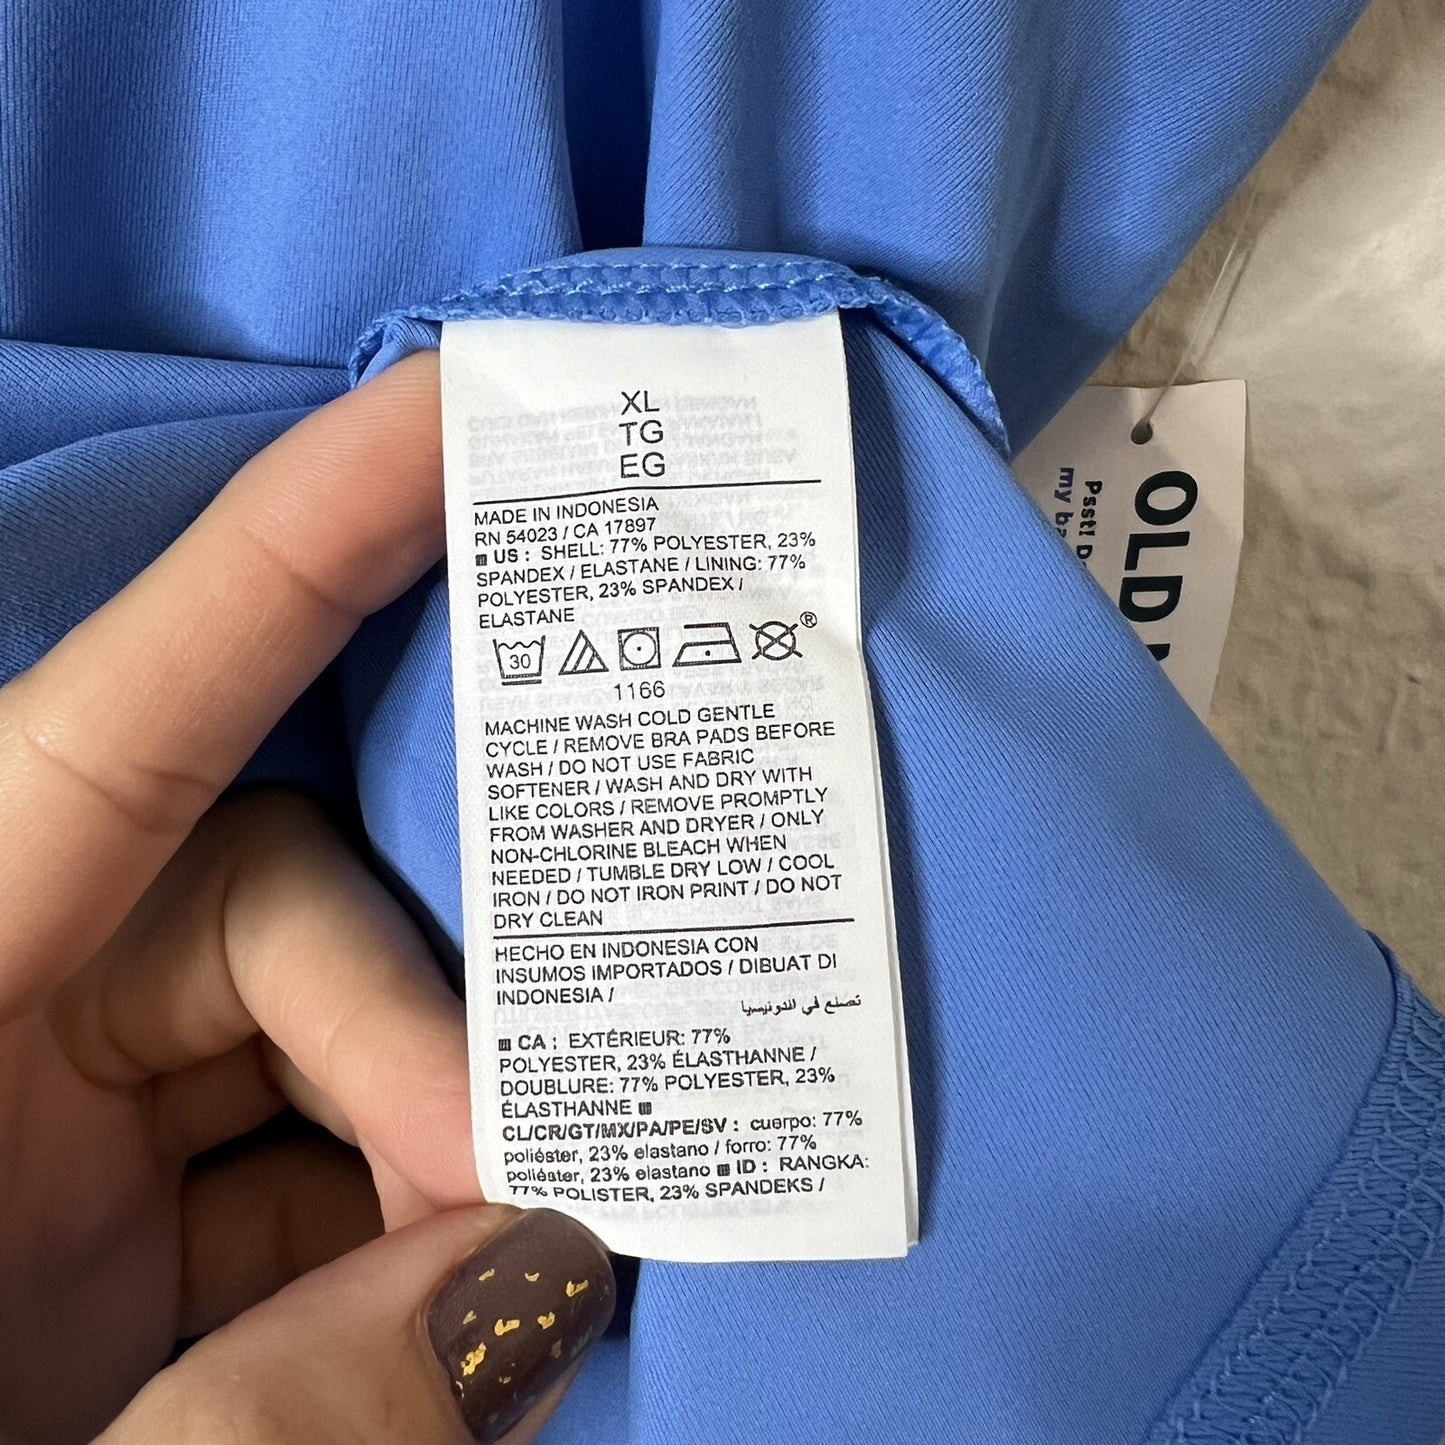 XL
TG
EG
MADE IN INDONESIA
RN 54023 / CA 17897
US : SHELL: 77% POLYESTER, 23%
SPANDEX / ELASTANE / LINING: 77%
POLYESTER, 23% SPANDEX /
ELASTANE
30
®
1166
MACHINE WASH COLD GENTLE
CYCLE / REMOVE BRA PADS BEFORE
WASH / DO NOT USE FABRIC
SOFTENER / WASH AND DRY WITH
LIKE COLORS / REMOVE PROMPTLY
FROM WASHER AND DRYER / ONLY
NON-CHLORINE BLEACH WHEN
NEEDED / TUMBLE DRY LOW / COOL
IRON / DO NOT IRON PRINT / DO NOT
DRY CLEAN
HECHO EN INDONESIA CON
INSUMOS IMPORTADOS / DIBUAT DI
INDONESIA /
تصنع في اندونيسيا
CA : EXTÉRIEUR: 77%
POLYESTER, 23% ÉLASTHANNE /
DOUBLURE: 77% POLYESTER, 23%
ÉLASTHANNE
CL/CR/GT/MX/PA/PE/SV : cuerpo: 77%
poliéster, 23% elastano / forro: 77%
poliéster, 23% elastano ID : RANGKA:
77% POLISTER, 23% SPANDEKS /
OLD
Psst!
my